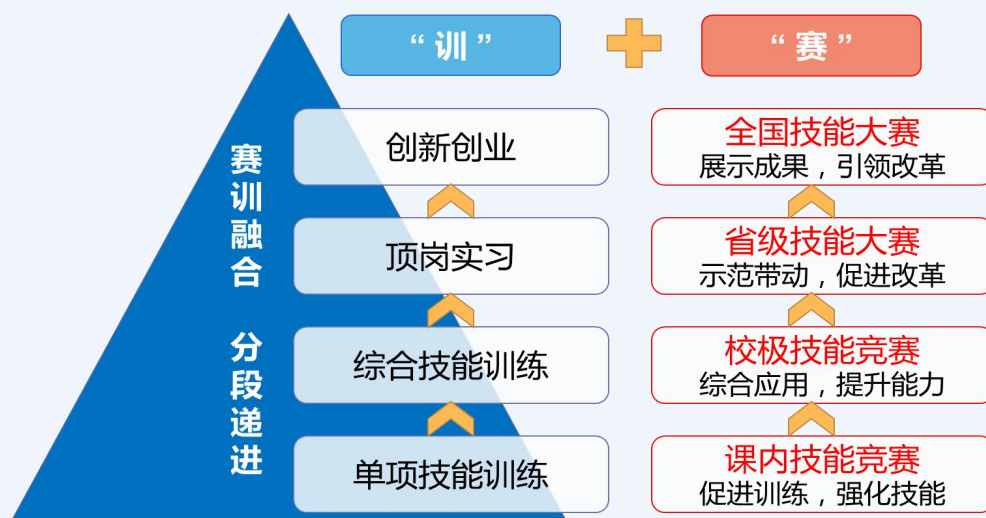 “训”
“赛”
赛训融合 分段递进
创新创业
全国技能大赛
展示成果，引领改革
顶岗实习
省级技能大赛
示范带动，促进改革
综合技能训练
校极技能竞赛
综合应用，提升能力
单项技能训练
课内技能竞赛
促进训练，强化技能